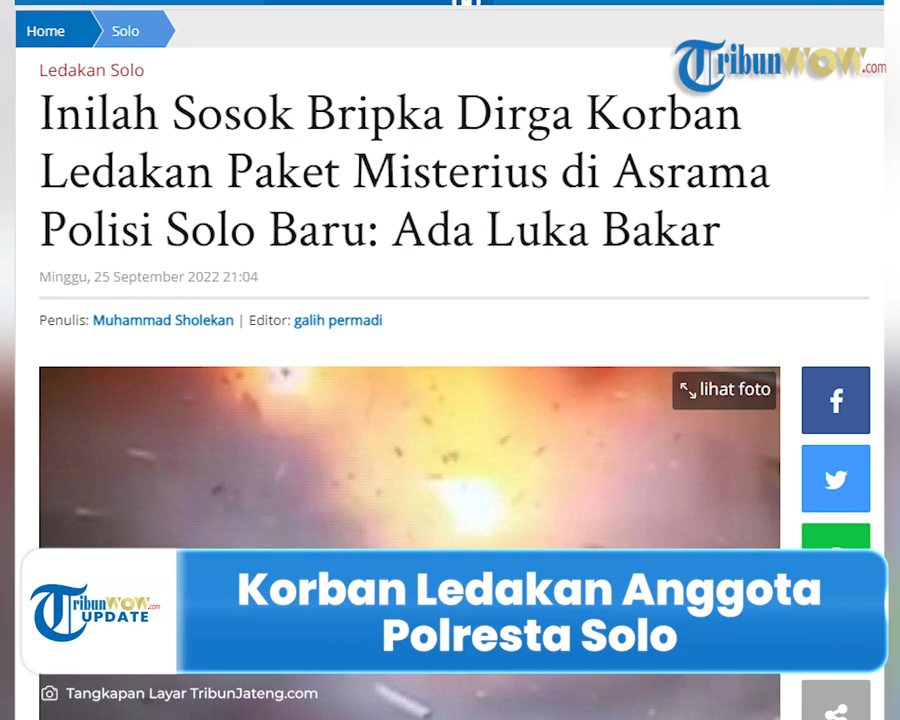 Home
Solo
TribunWOW.com
Ledakan Solo
Inilah Sosok Bripka Dirga Korban
Ledakan Paket Misterius di Asrama
Polisi Solo Baru: Ada Luka Bakar
Minggu, 25 September 2022 21:04
Penulis: Muhammad Sholekan | Editor: galih permadi
lihat foto
TribunWOW.com
UPDATE
Korban Ledakan Anggota
Polresta Solo
Tangkapan Layar TribunJateng.com